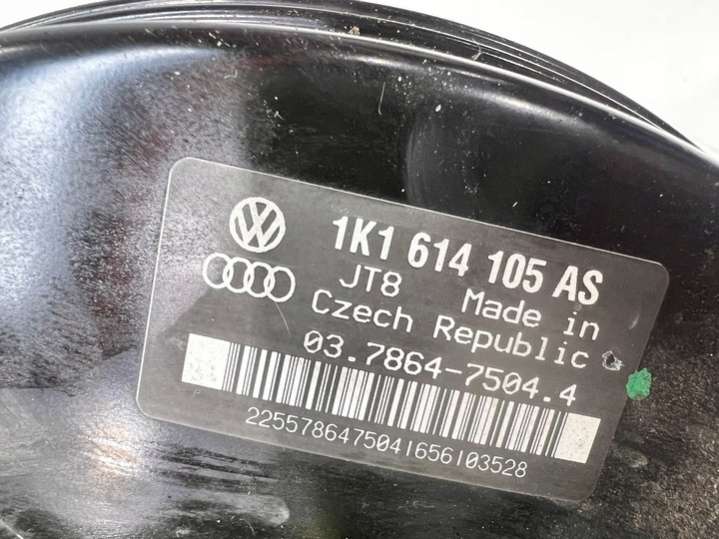 1K1 614 105 AS
JT8 Made in
Czech Republic
03.7864-7504.4
2255786475041656103528